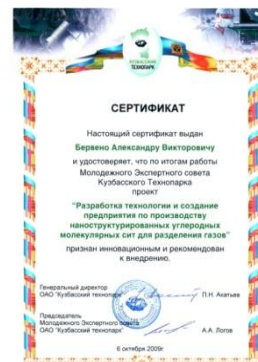 КУЗБАССКИЙ
ТЕХНОПАРК
СЕРТИФИКАТ
Настоящий сертификат выдан
Бервено Александру Викторовичу
и удостоверяет, что по итогам работы
Молодежного Экспертного совета
Кузбасского Технопарка
проект
"Разработка технологии и создание
предприятия по производству
наноструктурированных углеродных
молекулярных сит для разделения газов"
признан инновационным и рекомендован
к внедрению.
Генеральный директор
ОАО "Кузбасский технопарк"
П.Н. Ахатьев
Председатель
Молодежного Экспертного совета
ОАО "Кузбасский технопарк"
А.А. Логов
6 октября 2009г.